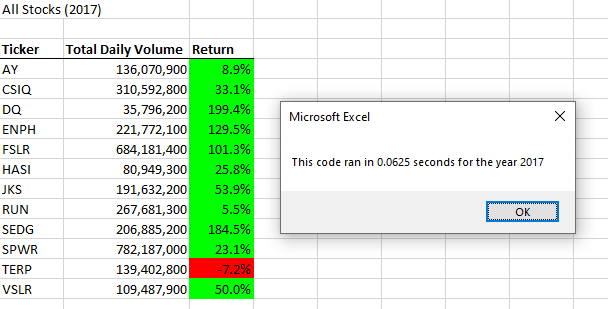 All Stocks (2017)
Ticker Total Daily Volume Return
AY 136,070,900 8.9%
CSIQ 310,592,800 33.1%
DQ 35,796,200 199.4%
ENPH 221,772,100 129.5%
FSLR 684,181,400 101.3%
HASI 80,949,300 25.8%
JKS 191,632,200 53.9%
RUN 267,681,300 5.5%
SEDG 206,885,200 184.5%
SPWR 782,187,000 23.1%
TERP 139,402,800 -7.2%
VSLR 109,487,900 50.0%
Microsoft Excel
This code ran in 0.0625 seconds for the year 2017
OK